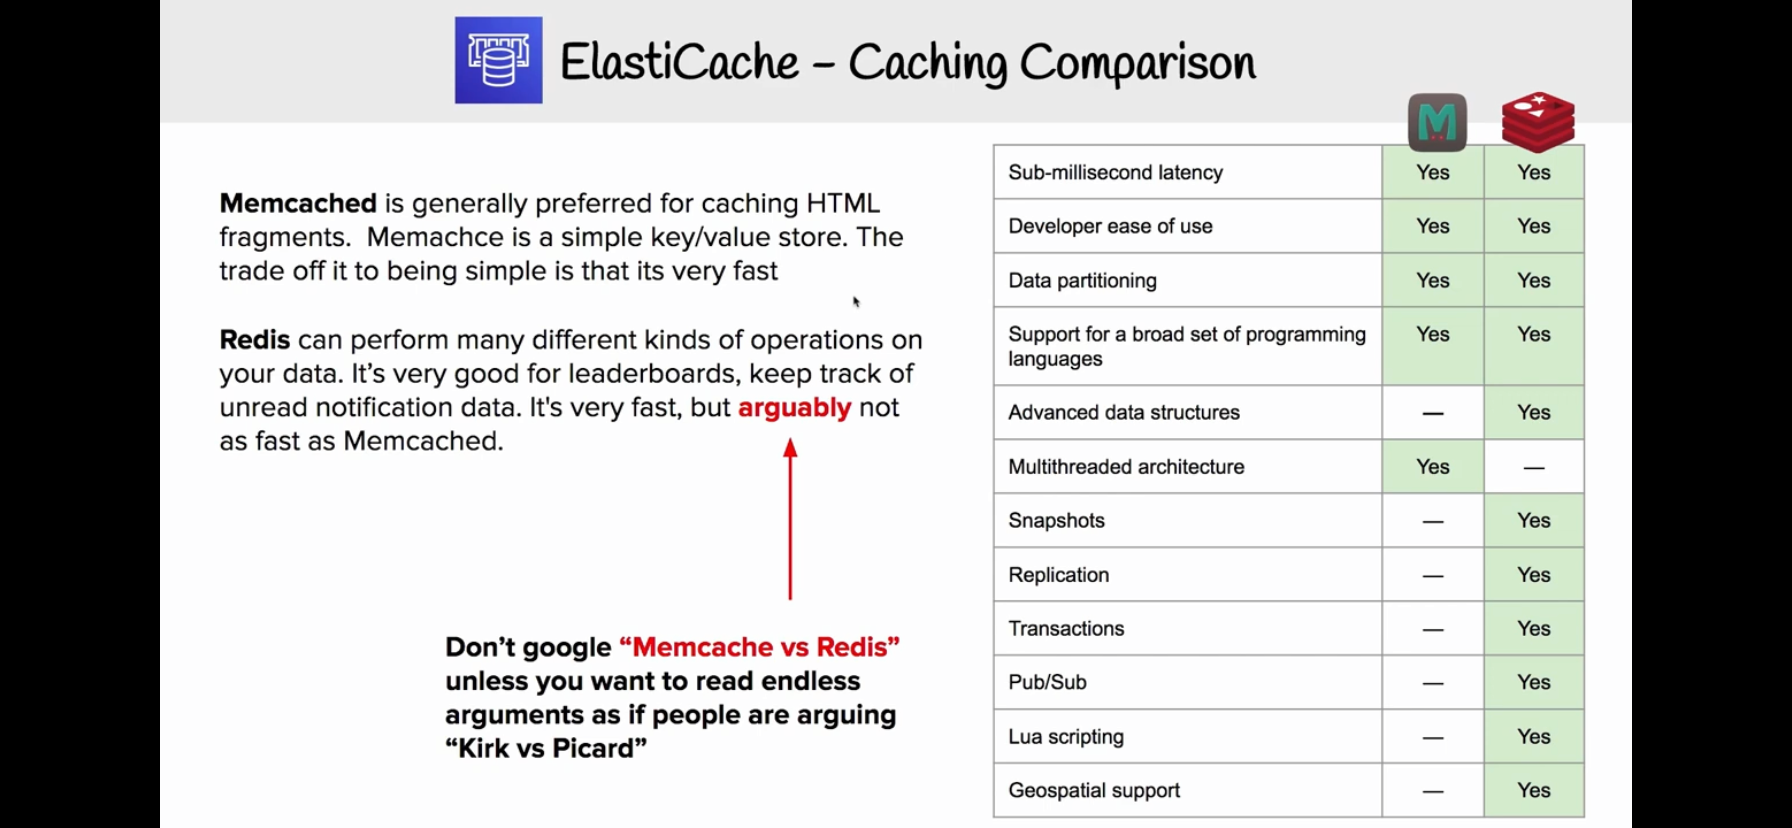 ElastiCache – Caching Comparison
Memcached is generally preferred for caching HTML
fragments.  Memachce is a simple key/value store. The
trade off it to being simple is that its very fast
Redis can perform many different kinds of operations on
your data. It's very good for leaderboards, keep track of
unread notification data. It's very fast, but arguably not
as fast as Memcached.
Don't google “Memcache vs Redis”
unless you want to read endless
arguments as if people are arguing
“Kirk vs Picard”
M
Sub-millisecond latency Yes Yes
Developer ease of use Yes Yes
Data partitioning Yes Yes
Support for a broad set of programming Yes Yes
languages
Advanced data structures — Yes
Multithreaded architecture Yes —
Snapshots — Yes
Replication — Yes
Transactions — Yes
Pub/Sub — Yes
Lua scripting — Yes
Geospatial support — Yes